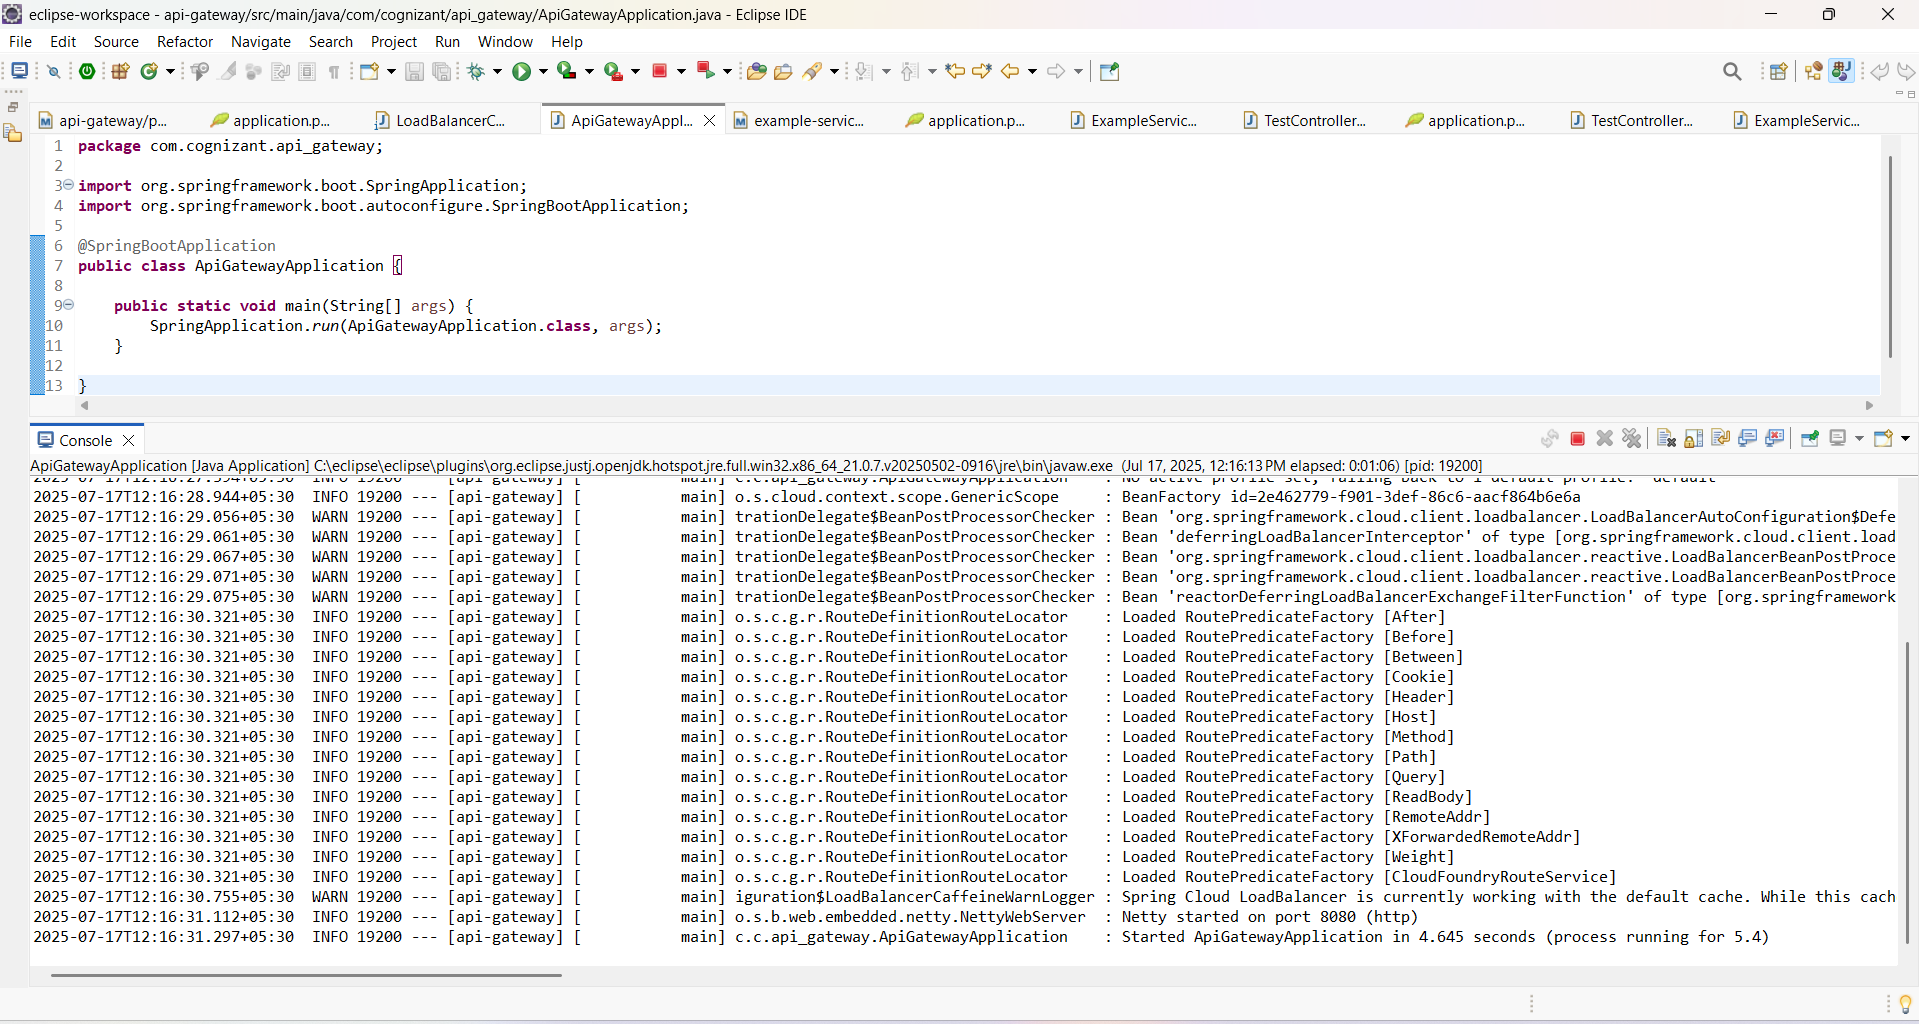 eclipse-workspace - api-gateway/src/main/java/com/cognizant/api_gateway/ApiGatewayApplication.java - Eclipse IDE
File Edit Source Refactor Navigate Search Project Run Window Help
api-gateway/p... application.p... LoadBalancerC... ApiGatewayAppl... example-servic... application.p... ExampleServic... TestController... application.p... TestController... ExampleServic...
1 package com.cognizant.api_gateway;
2
3 import org.springframework.boot.SpringApplication;
4 import org.springframework.boot.autoconfigure.SpringBootApplication;
5
6 @SpringBootApplication
7 public class ApiGatewayApplication {
8
9 public static void main(String[] args) {
10 SpringApplication.run(ApiGatewayApplication.class, args);
11 }
12
13 }
Console
ApiGatewayApplication [Java Application] C:\eclipse\eclipse\plugins\org.eclipse.justj.openjdk.hotspot.jre.full.win32.x86_64_21.0.7.v20250502-0916\jre\bin\javaw.exe (Jul 17, 2025, 12:16:13 PM elapsed: 0:01:06) [pid: 19200]
INFO 19200 --- [api-gateway] [ main] c.c.api_gateway.ApiGatewayApplication : No active profile set, falling back to 1 default profile: "default"
2025-07-17T12:16:28.944+05:30 INFO 19200 --- [api-gateway] [ main] o.s.cloud.context.scope.GenericScope : BeanFactory id=2e462779-f901-3def-86c6-aacf864b6e6a
2025-07-17T12:16:29.056+05:30 WARN 19200 --- [api-gateway] [ main] trationDelegate$BeanPostProcessorChecker : Bean 'org.springframework.cloud.client.loadbalancer.LoadBalancerAutoConfiguration$Defe
2025-07-17T12:16:29.061+05:30 WARN 19200 --- [api-gateway] [ main] trationDelegate$BeanPostProcessorChecker : Bean 'deferringLoadBalancerInterceptor' of type [org.springframework.cloud.client.load
2025-07-17T12:16:29.067+05:30 WARN 19200 --- [api-gateway] [ main] trationDelegate$BeanPostProcessorChecker : Bean 'org.springframework.cloud.client.loadbalancer.reactive.LoadBalancerBeanPostProce
2025-07-17T12:16:29.071+05:30 WARN 19200 --- [api-gateway] [ main] trationDelegate$BeanPostProcessorChecker : Bean 'org.springframework.cloud.client.loadbalancer.reactive.LoadBalancerBeanPostProce
2025-07-17T12:16:29.075+05:30 WARN 19200 --- [api-gateway] [ main] trationDelegate$BeanPostProcessorChecker : Bean 'reactorDeferringLoadBalancerExchangeFilterFunction' of type [org.springframework
2025-07-17T12:16:30.321+05:30 INFO 19200 --- [api-gateway] [ main] o.s.c.g.r.RouteDefinitionRouteLocator : Loaded RoutePredicateFactory [After]
2025-07-17T12:16:30.321+05:30 INFO 19200 --- [api-gateway] [ main] o.s.c.g.r.RouteDefinitionRouteLocator : Loaded RoutePredicateFactory [Before]
2025-07-17T12:16:30.321+05:30 INFO 19200 --- [api-gateway] [ main] o.s.c.g.r.RouteDefinitionRouteLocator : Loaded RoutePredicateFactory [Between]
2025-07-17T12:16:30.321+05:30 INFO 19200 --- [api-gateway] [ main] o.s.c.g.r.RouteDefinitionRouteLocator : Loaded RoutePredicateFactory [Cookie]
2025-07-17T12:16:30.321+05:30 INFO 19200 --- [api-gateway] [ main] o.s.c.g.r.RouteDefinitionRouteLocator : Loaded RoutePredicateFactory [Header]
2025-07-17T12:16:30.321+05:30 INFO 19200 --- [api-gateway] [ main] o.s.c.g.r.RouteDefinitionRouteLocator : Loaded RoutePredicateFactory [Host]
2025-07-17T12:16:30.321+05:30 INFO 19200 --- [api-gateway] [ main] o.s.c.g.r.RouteDefinitionRouteLocator : Loaded RoutePredicateFactory [Method]
2025-07-17T12:16:30.321+05:30 INFO 19200 --- [api-gateway] [ main] o.s.c.g.r.RouteDefinitionRouteLocator : Loaded RoutePredicateFactory [Path]
2025-07-17T12:16:30.321+05:30 INFO 19200 --- [api-gateway] [ main] o.s.c.g.r.RouteDefinitionRouteLocator : Loaded RoutePredicateFactory [Query]
2025-07-17T12:16:30.321+05:30 INFO 19200 --- [api-gateway] [ main] o.s.c.g.r.RouteDefinitionRouteLocator : Loaded RoutePredicateFactory [ReadBody]
2025-07-17T12:16:30.321+05:30 INFO 19200 --- [api-gateway] [ main] o.s.c.g.r.RouteDefinitionRouteLocator : Loaded RoutePredicateFactory [RemoteAddr]
2025-07-17T12:16:30.321+05:30 INFO 19200 --- [api-gateway] [ main] o.s.c.g.r.RouteDefinitionRouteLocator : Loaded RoutePredicateFactory [XForwardedRemoteAddr]
2025-07-17T12:16:30.321+05:30 INFO 19200 --- [api-gateway] [ main] o.s.c.g.r.RouteDefinitionRouteLocator : Loaded RoutePredicateFactory [Weight]
2025-07-17T12:16:30.321+05:30 INFO 19200 --- [api-gateway] [ main] o.s.c.g.r.RouteDefinitionRouteLocator : Loaded RoutePredicateFactory [CloudFoundryRouteService]
2025-07-17T12:16:30.755+05:30 WARN 19200 --- [api-gateway] [ main] iguration$LoadBalancerCaffeineWarnLogger : Spring Cloud LoadBalancer is currently working with the default cache. While this cach
2025-07-17T12:16:31.112+05:30 INFO 19200 --- [api-gateway] [ main] o.s.b.web.embedded.netty.NettyWebServer : Netty started on port 8080 (http)
2025-07-17T12:16:31.297+05:30 INFO 19200 --- [api-gateway] [ main] c.c.api_gateway.ApiGatewayApplication : Started ApiGatewayApplication in 4.645 seconds (process running for 5.4)